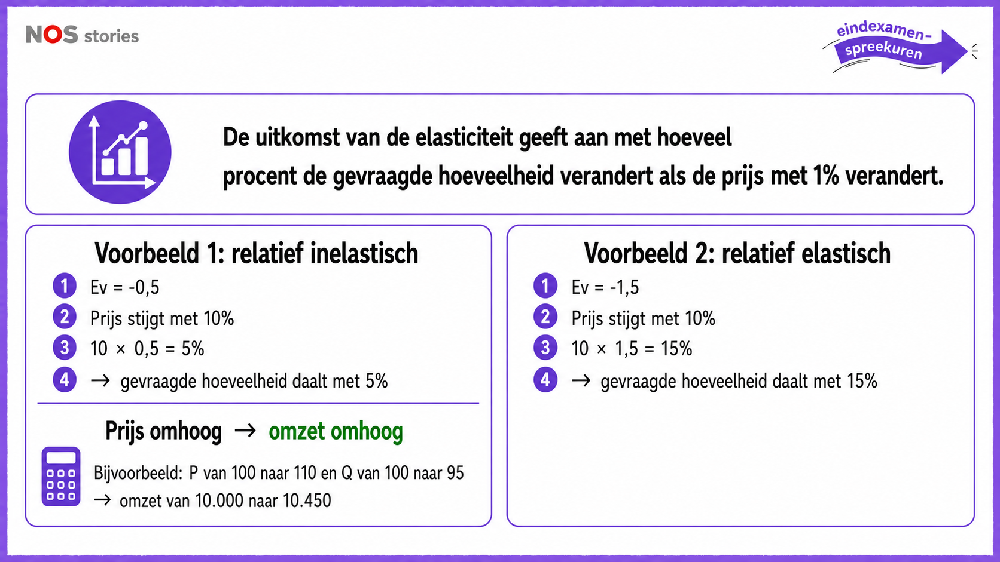 NOS stories
eindexamen-
spreekuren
De uitkomst van de elasticiteit geeft aan met hoeveel
procent de gevraagde hoeveelheid verandert als de prijs met 1% verandert.
Voorbeeld 1: relatief inelastisch
1 Ev = -0,5
2 Prijs stijgt met 10%
3 10 × 0,5 = 5%
4 → gevraagde hoeveelheid daalt met 5%
Prijs omhoog → omzet omhoog
Bijvoorbeeld: P van 100 naar 110 en Q van 100 naar 95
→ omzet van 10.000 naar 10.450
Voorbeeld 2: relatief elastisch
1 Ev = -1,5
2 Prijs stijgt met 10%
3 10 × 1,5 = 15%
4 → gevraagde hoeveelheid daalt met 15%